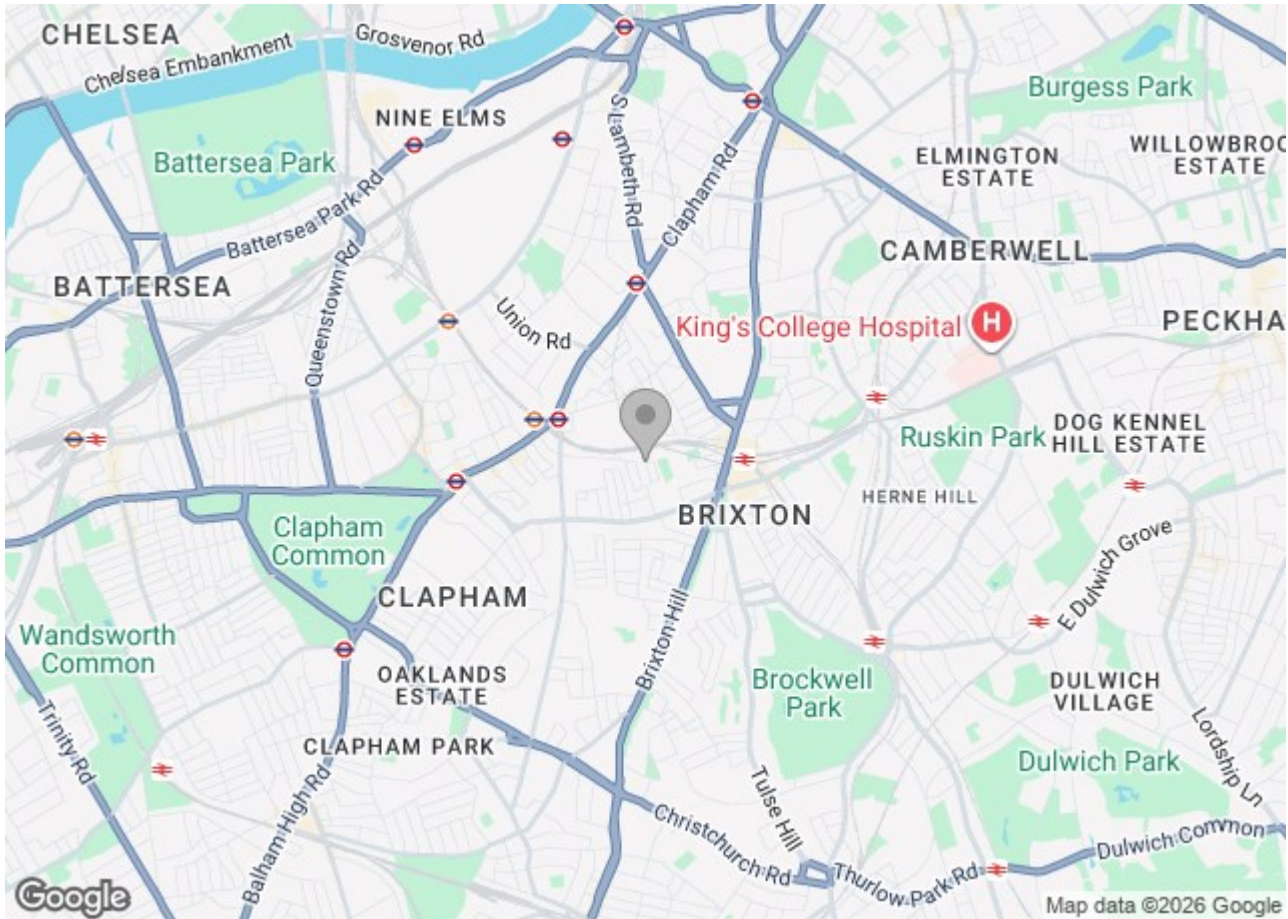 CHELSEA
Chelsea Embankment
Grosvenor Rd
NINE ELMS
Battersea Park
Battersea Park Rd
S Lambeth Rd
Clapham Rd
Burgess Park
ELMINGTON
ESTATE
WILLOWBROO
ESTATE
CAMBERWELL
BATTERSEA
Queenstown Rd
Union Rd
King's College Hospital
H
PECKHA
Ruskin Park
DOG KENNEL
HILL ESTATE
HERNE HILL
BRIXTON
Clapham
Common
CLAPHAM
E Dulwich Grove
Wandsworth
Common
OAKLANDS
ESTATE
Brixton Hill
Brockwell
Park
DULWICH
VILLAGE
Trinity Rd
CLAPHAM PARK
Dulwich Park
Lordship Ln
Balham High Rd
Tulse Hill
Christchurch Rd
Thurlow Park Rd
Dulwich Common
Google
Map data ©2026 Google